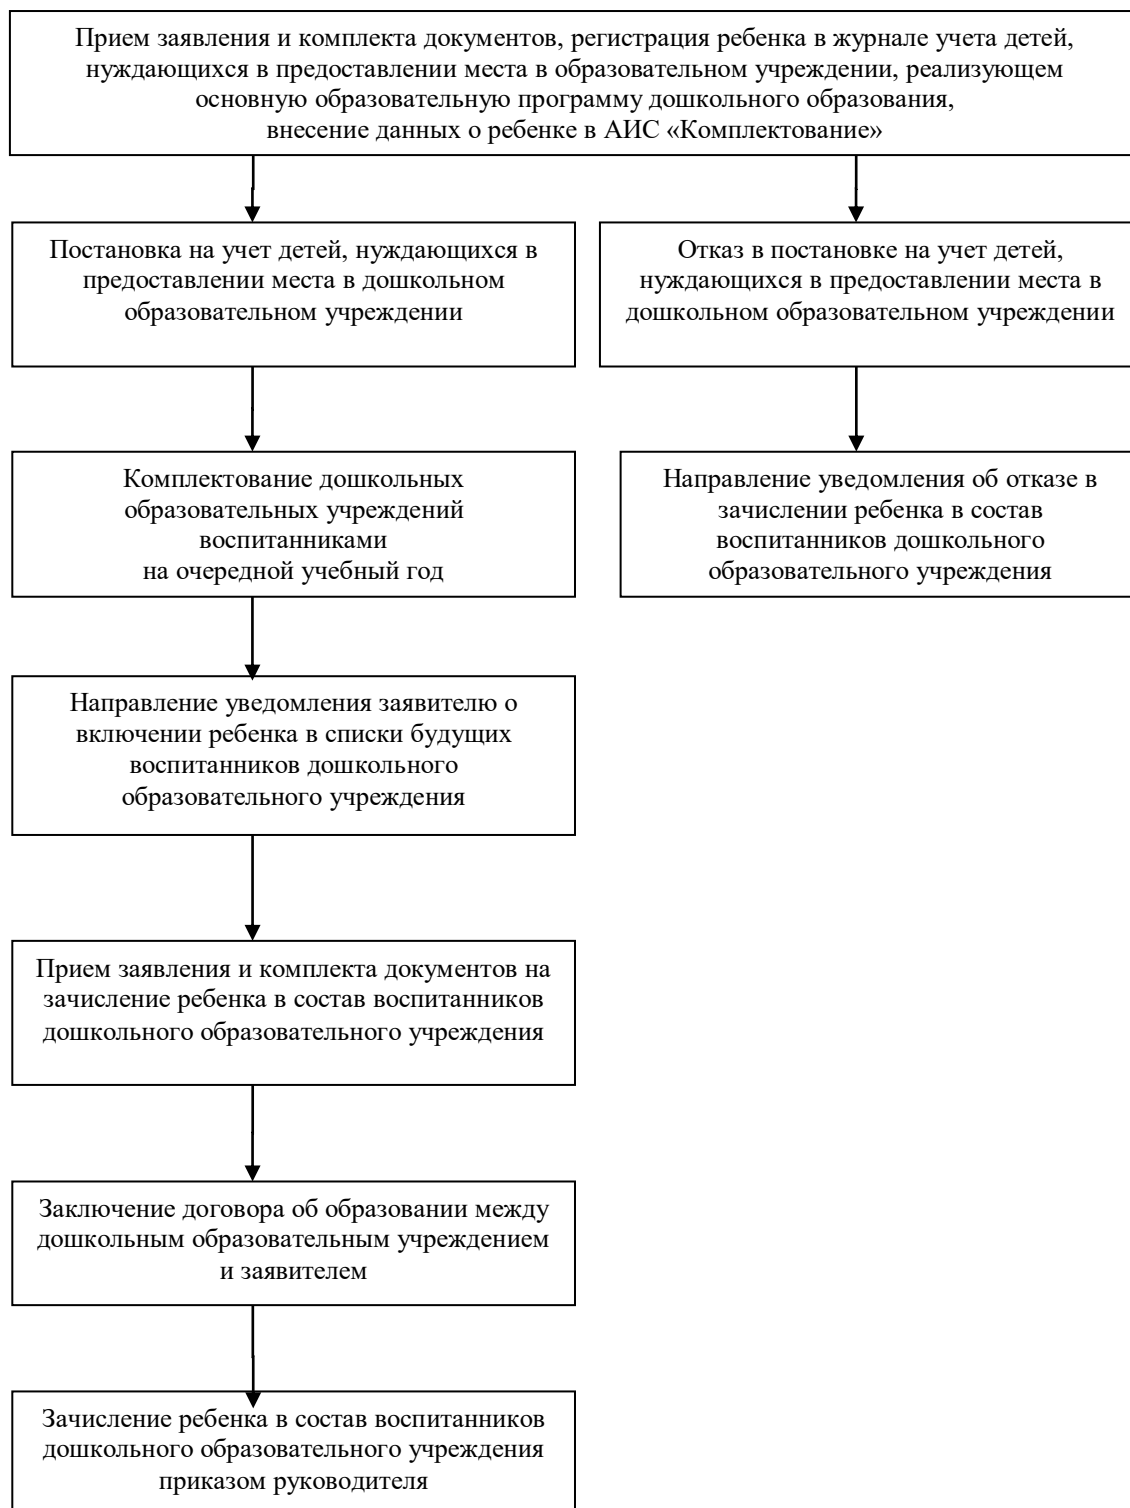 Прием заявления и комплекта документов, регистрация ребенка в журнале учета детей,
нуждающихся в предоставлении места в образовательном учреждении, реализующем
основную образовательную программу дошкольного образования,
внесение данных о ребенке в АИС «Комплектование»
Постановка на учет детей, нуждающихся в
предоставлении места в дошкольном
образовательном учреждении
Отказ в постановке на учет детей,
нуждающихся в предоставлении места в
дошкольном образовательном учреждении
Комплектование дошкольных
образовательных учреждений
воспитанниками
на очередной учебный год
Направление уведомления об отказе в
зачислении ребенка в состав
воспитанников дошкольного
образовательного учреждения
Направление уведомления заявителю о
включении ребенка в списки будущих
воспитанников дошкольного
образовательного учреждения
Прием заявления и комплекта документов на
зачисление ребенка в состав воспитанников
дошкольного образовательного учреждения
Заключение договора об образовании между
дошкольным образовательным учреждением
и заявителем
Зачисление ребенка в состав воспитанников
дошкольного образовательного учреждения
приказом руководителя